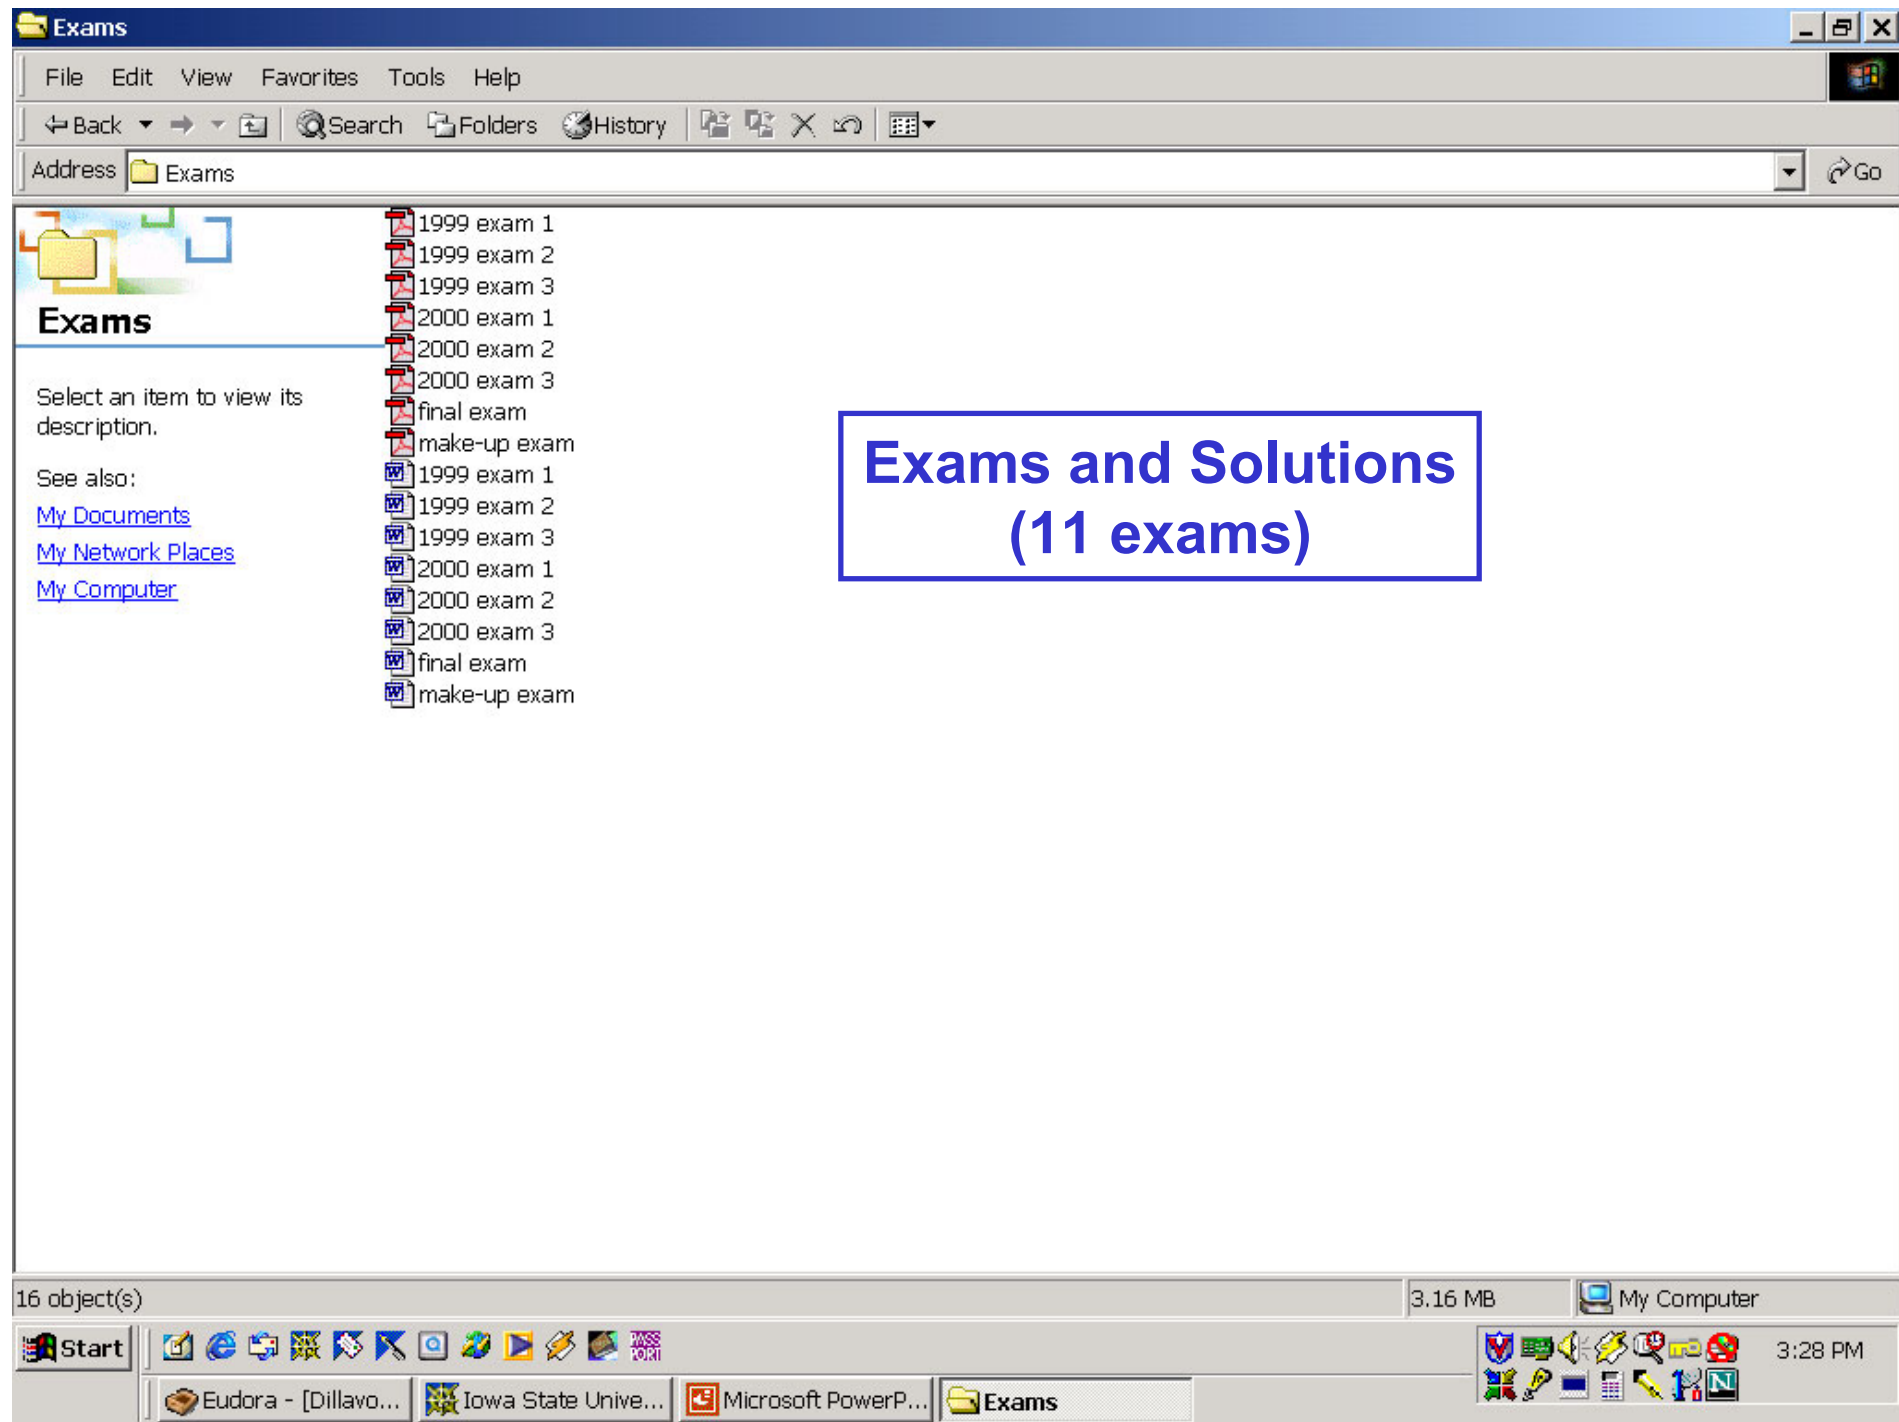 Exams
File Edit View Favorites Tools Help
Back Search Folders History
Address Exams Go
Exams
Select an item to view its
description.
See also:
My Documents
My Network Places
My Computer
1999 exam 1
1999 exam 2
1999 exam 3
2000 exam 1
2000 exam 2
2000 exam 3
final exam
make-up exam
1999 exam 1
1999 exam 2
1999 exam 3
2000 exam 1
2000 exam 2
2000 exam 3
final exam
make-up exam
Exams and Solutions
(11 exams)
16 object(s) 3.16 MB My Computer
Start PASS PORT 3:28 PM
Eudora - [Dillavo... Iowa State Unive... Microsoft PowerP... Exams N